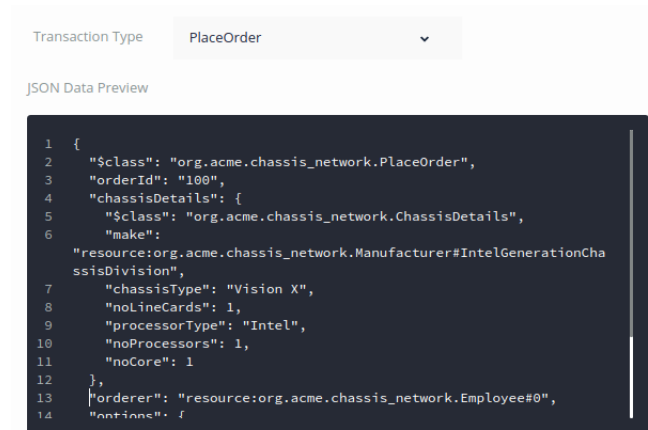 Transaction Type
PlaceOrder
JSON Data Preview
1 {
2 "$class": "org.acme.chassis_network.PlaceOrder",
3 "orderId": "100",
4 "chassisDetails": {
5 "$class": "org.acme.chassis_network.ChassisDetails",
6 "make":
"resource:org.acme.chassis_network.Manufacturer#IntelGenerationCha
ssisDivision",
7 "chassisType": "Vision X",
8 "noLineCards": 1,
9 "processorType": "Intel",
10 "noProcessors": 1,
11 "noCore": 1
12 },
13 "orderer": "resource:org.acme.chassis_network.Employee#0",
14 "options": {